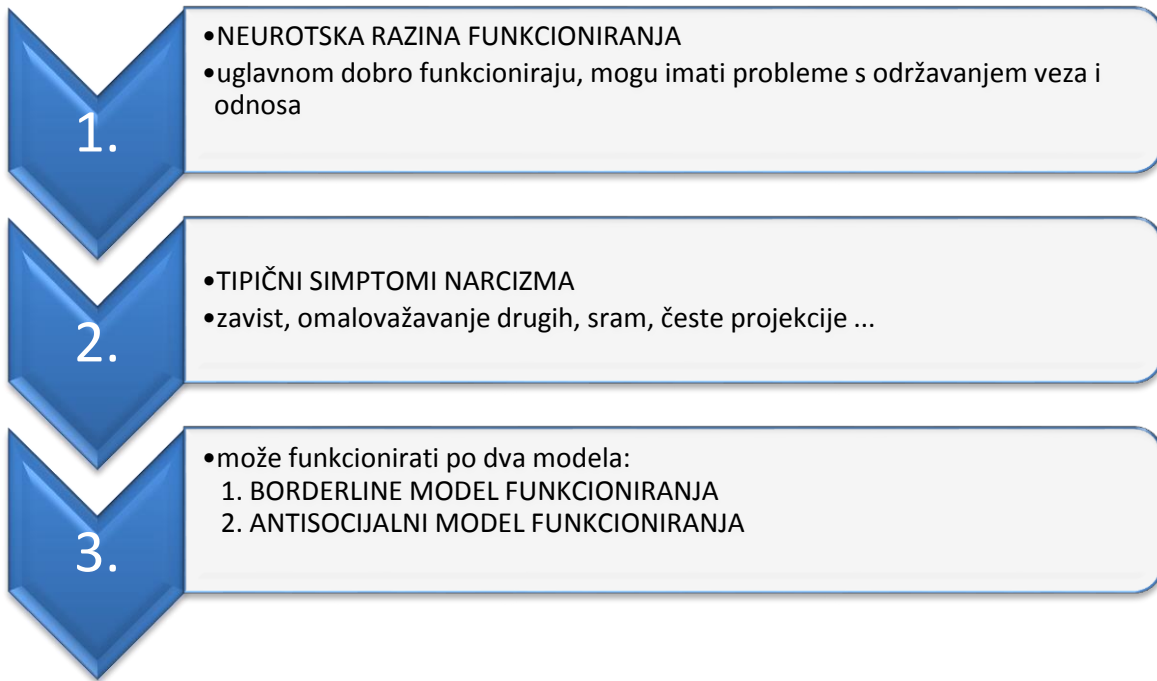 1.
•NEUROTSKA RAZINA FUNKCIONIRANJA
•uglavnom dobro funkcioniraju, mogu imati probleme s održavanjem veza i
odnosa
2.
•TIPIČNI SIMPTOMI NARCIZMA
•zavist, omalovažavanje drugih, sram, česte projekcije ...
3.
•može funkcionirati po dva modela:
1. BORDERLINE MODEL FUNKCIONIRANJA
2. ANTISOCIJALNI MODEL FUNKCIONIRANJA